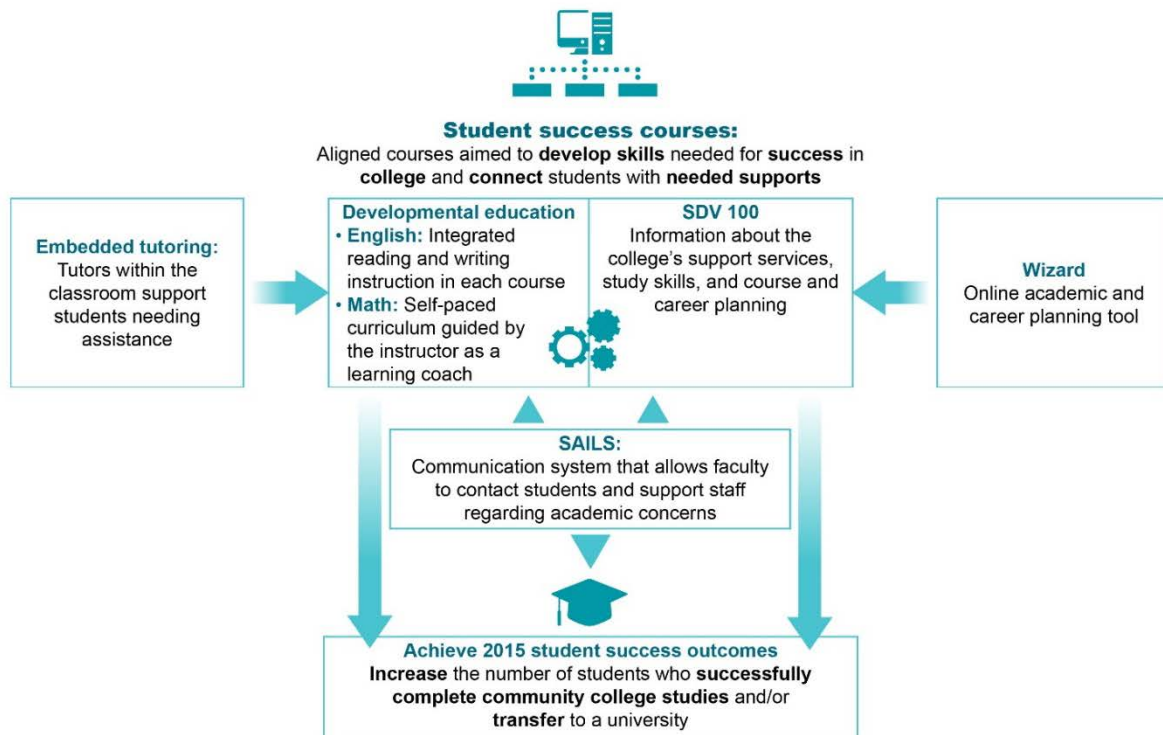 Student success courses:
Aligned courses aimed to develop skills needed for success in
college and connect students with needed supports
Embedded tutoring:
Tutors within the
classroom support
students needing
assistance
Developmental education
• English: Integrated
reading and writing
instruction in each course
• Math: Self-paced
curriculum guided by
the instructor as a
learning coach
SDV 100
Information about the
college's support services,
study skills, and course and
career planning
Wizard
Online academic and
career planning tool
SAILS:
Communication system that allows faculty
to contact students and support staff
regarding academic concerns
Achieve 2015 student success outcomes
Increase the number of students who successfully
complete community college studies and/or
transfer to a university